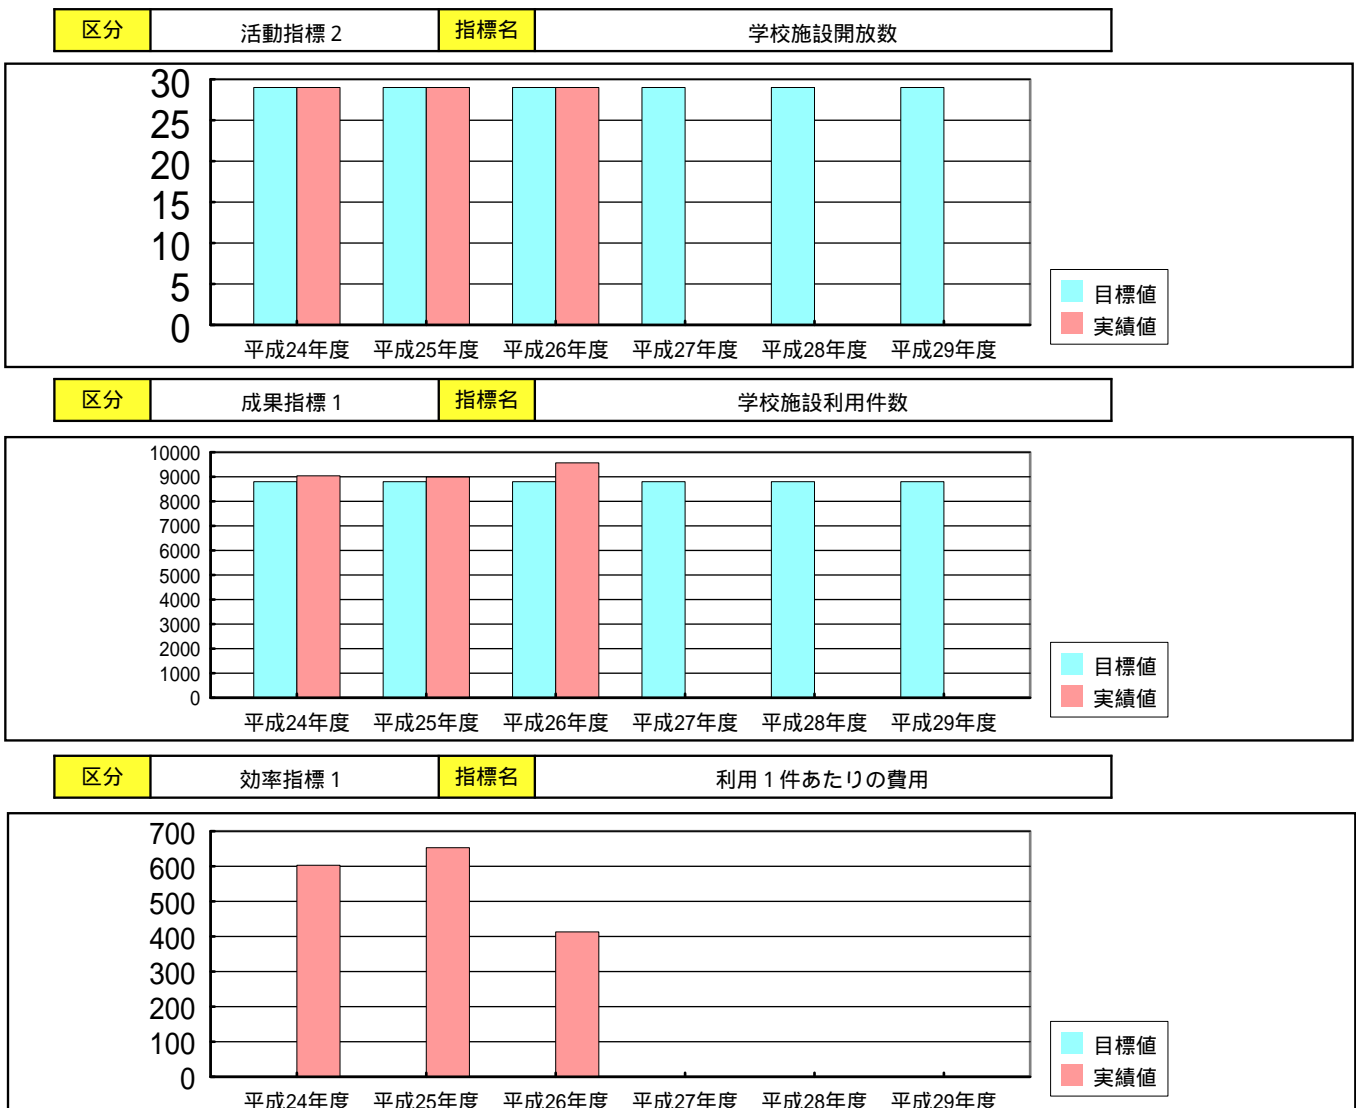 区分 活動指標２ 指標名 学校施設開放数
30
25
20
15
10
5
0
平成24年度 平成25年度 平成26年度 平成27年度 平成28年度 平成29年度
目標値
実績値
区分 成果指標１ 指標名 学校施設利用件数
10000
9000
8000
7000
6000
5000
4000
3000
2000
1000
0
平成24年度 平成25年度 平成26年度 平成27年度 平成28年度 平成29年度
目標値
実績値
区分 効率指標１ 指標名 利用１件あたりの費用
700
600
500
400
300
200
100
0
平成24年度 平成25年度 平成26年度 平成27年度 平成28年度 平成29年度
目標値
実績値